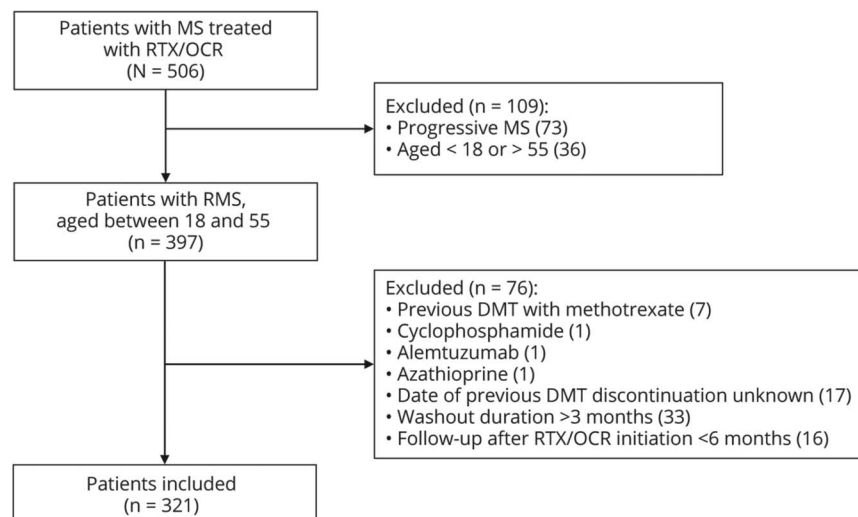 Patients with MS treated
with RTX/OCR
(N = 506)
Excluded (n = 109):
• Progressive MS (73)
• Aged < 18 or > 55 (36)
Patients with RMS,
aged between 18 and 55
(n = 397)
Excluded (n = 76):
• Previous DMT with methotrexate (7)
• Cyclophosphamide (1)
• Alemtuzumab (1)
• Azathioprine (1)
• Date of previous DMT discontinuation unknown (17)
• Washout duration >3 months (33)
• Follow-up after RTX/OCR initiation <6 months (16)
Patients included
(n = 321)